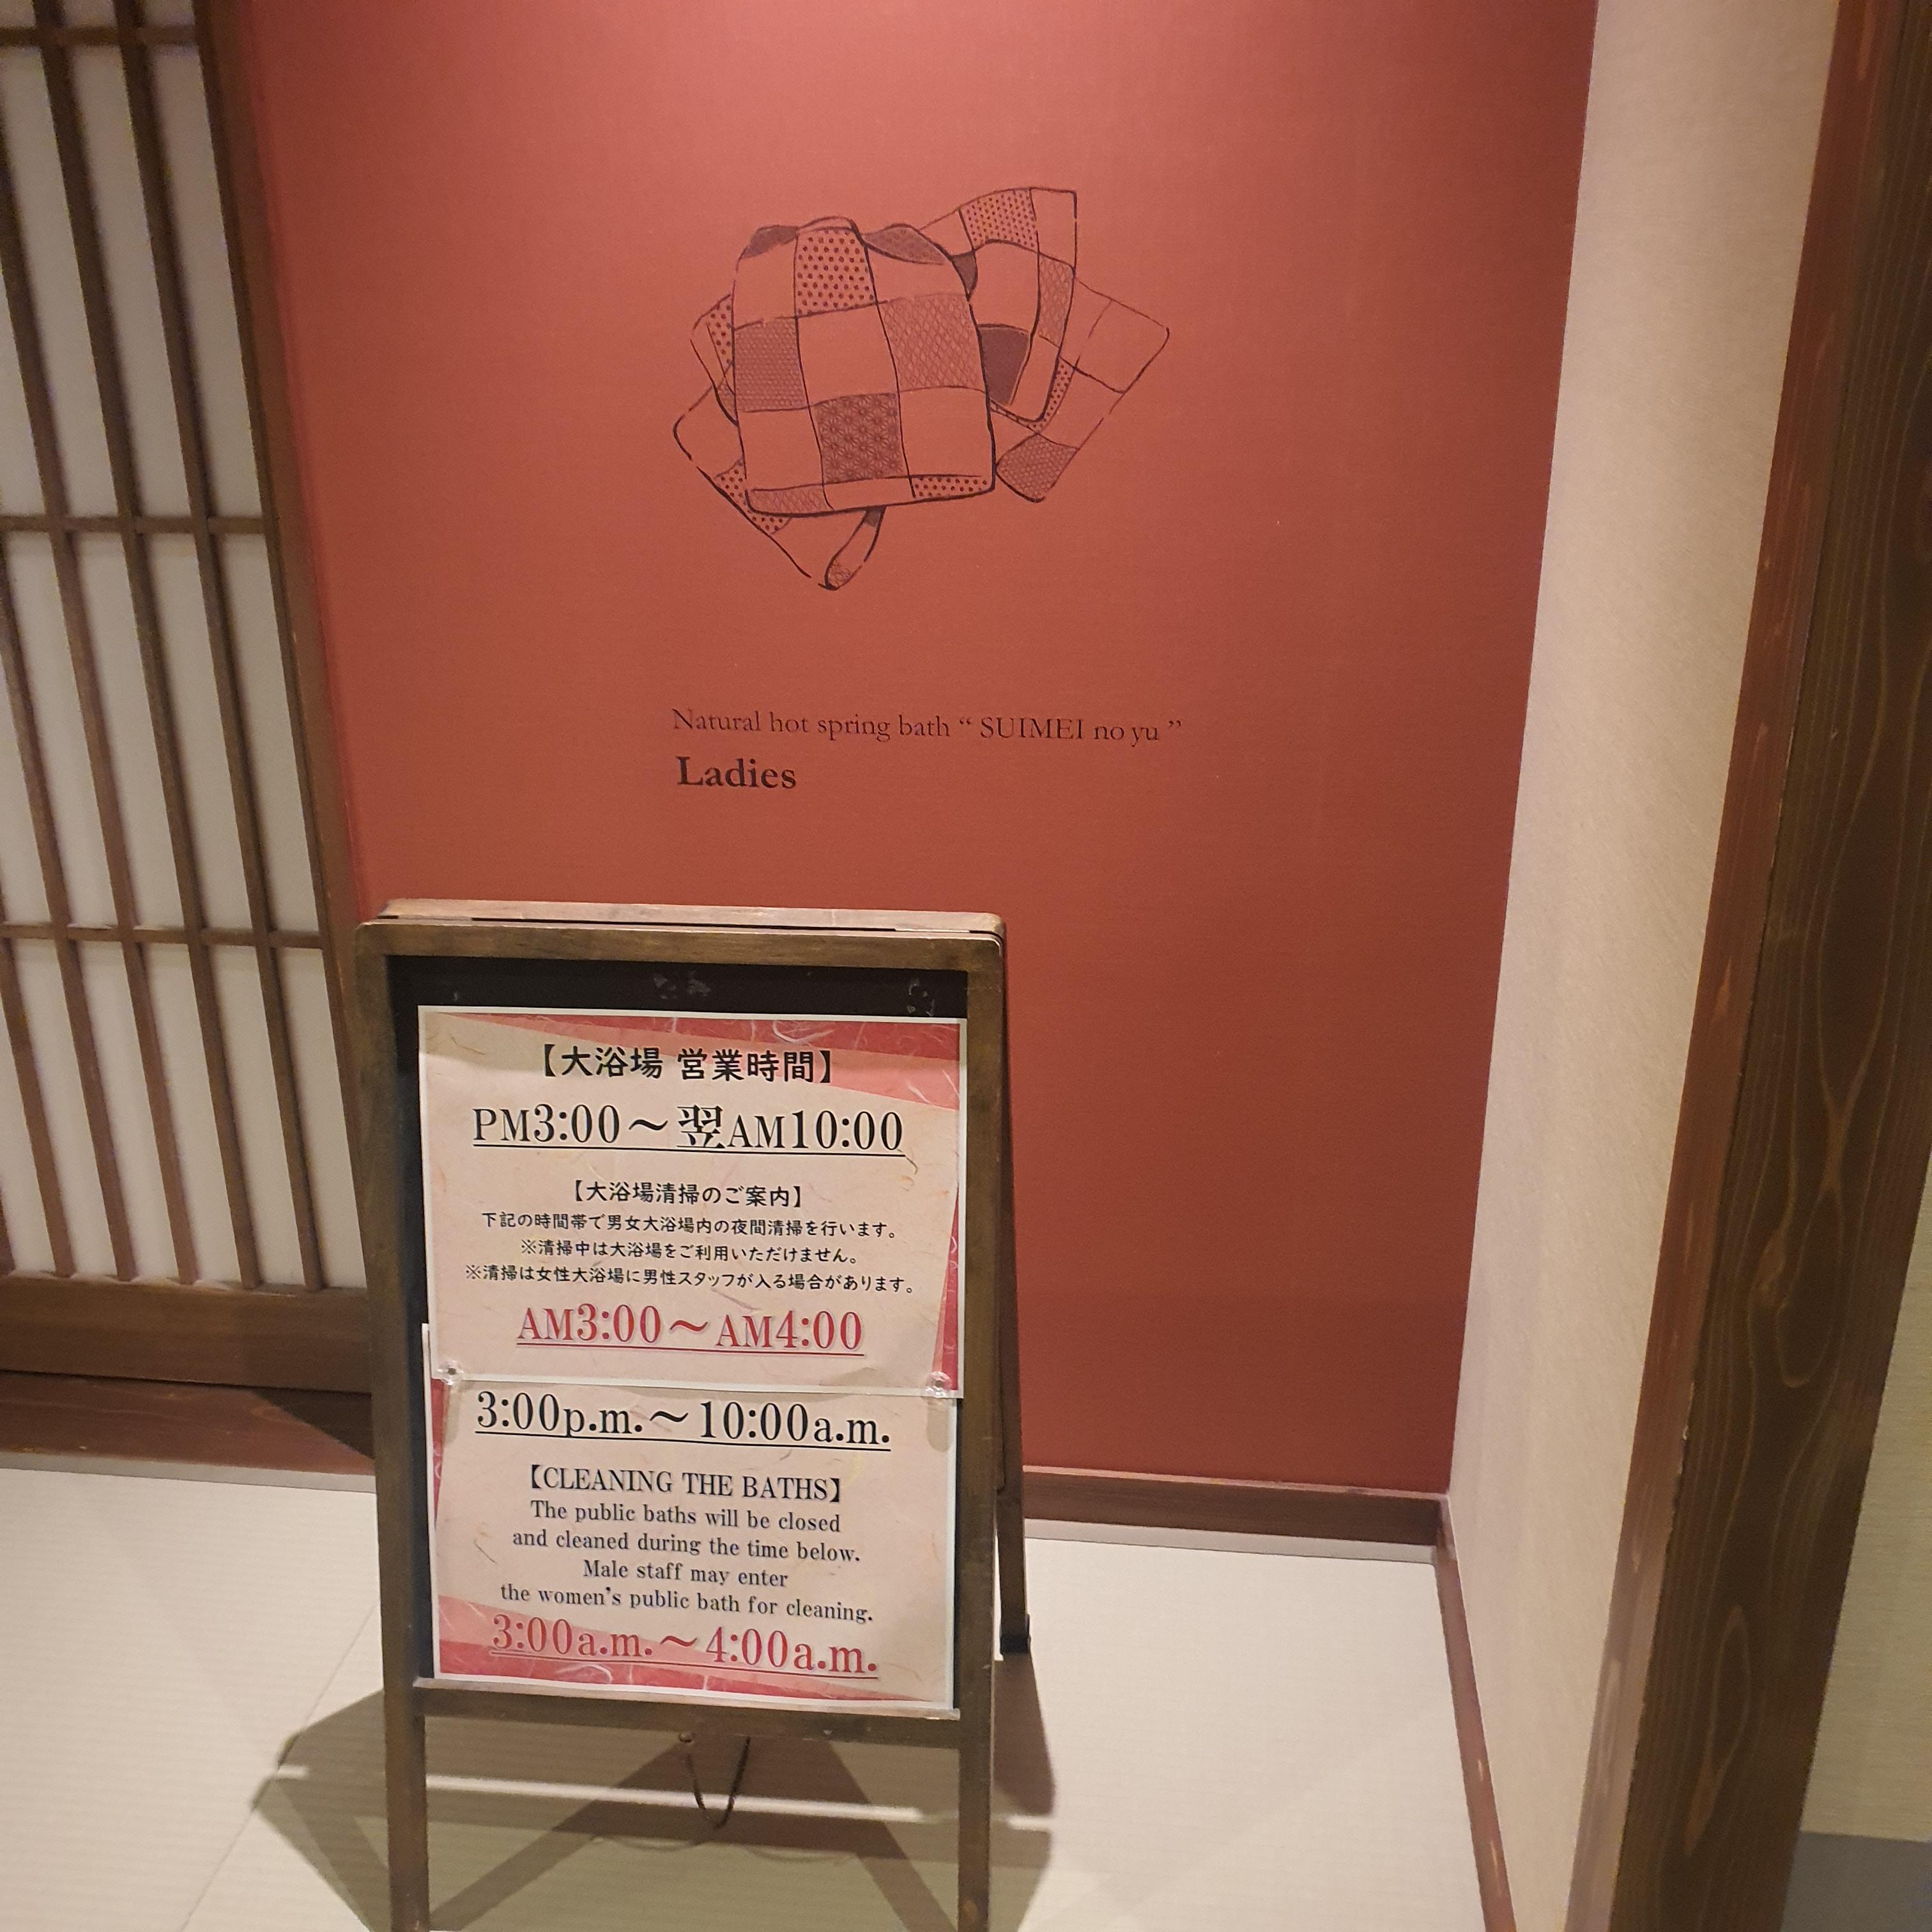 Natural hot spring bath “ SUIMEI no yu ”
Ladies
【大浴場 営業時間】
PM3:00～翌AM10:00
【大浴場清掃のご案内】
下記の時間帯で男女大浴場内の夜間清掃を行います。
※清掃中は大浴場をご利用いただけません。
※清掃は女性大浴場に男性スタッフが入る場合があります。
AM3:00～AM4:00
3:00p.m.～10:00a.m.
【CLEANING THE BATHS】
The public baths will be closed
and cleaned during the time below.
Male staff may enter
the women’s public bath for cleaning.
3:00a.m.～4:00a.m.